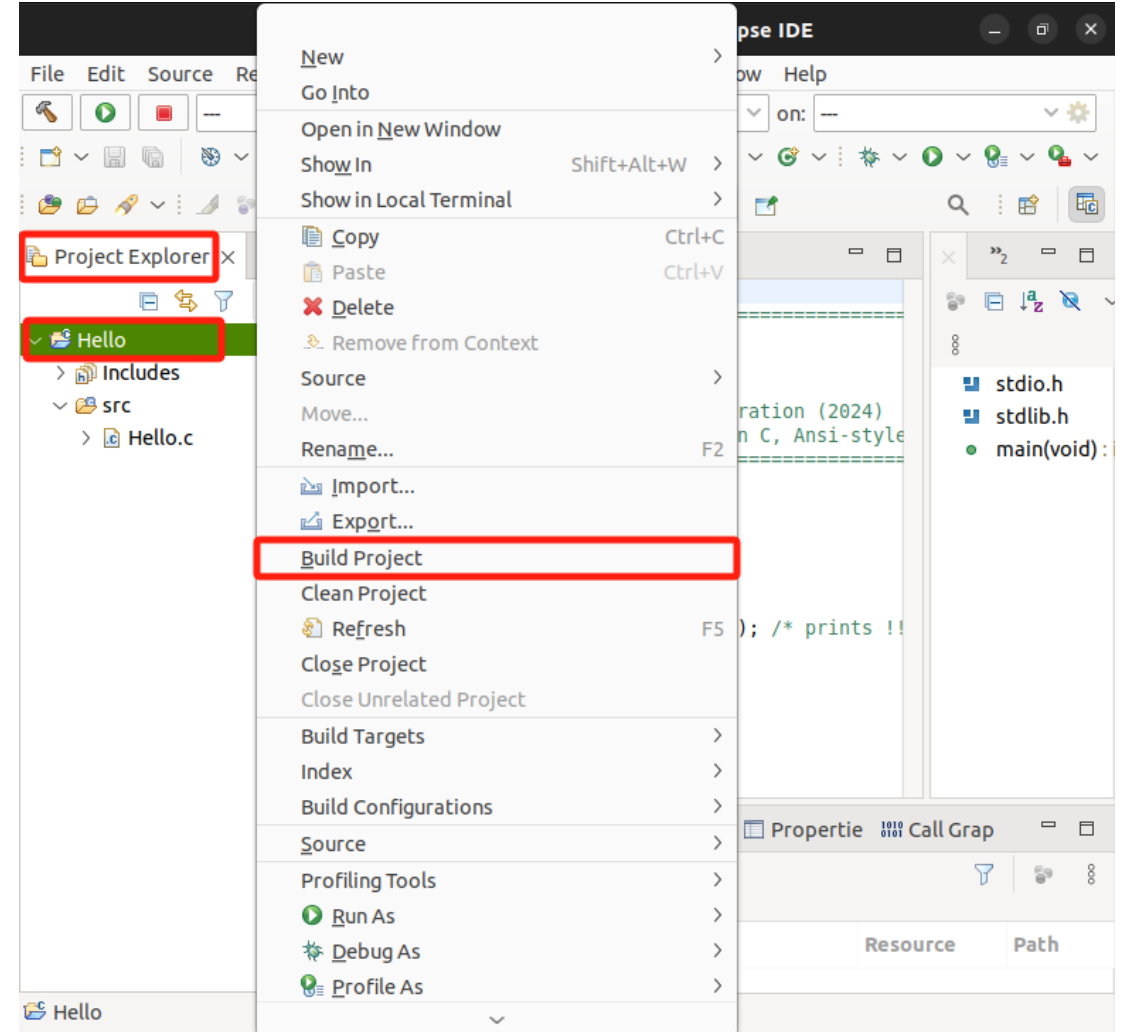 pse IDE
File Edit Source Re
ow Help
---
on: ---
Project Explorer
2
Hello
Includes
src
Hello.c
New
Go Into
Open in New Window
Show In Shift+Alt+W
Show in Local Terminal
Copy Ctrl+C
Paste Ctrl+V
Delete
Remove from Context
Source
Move...
Rename... F2
Import...
Export...
Build Project
Clean Project
Refresh F5
Close Project
Close Unrelated Project
Build Targets
Index
Build Configurations
Source
Profiling Tools
Run As
Debug As
Profile As
====================
ration (2024)
n C, Ansi-style
====================
); /* prints !!
stdio.h
stdlib.h
main(void) : i
Propertie Call Grap
Resource Path
Hello